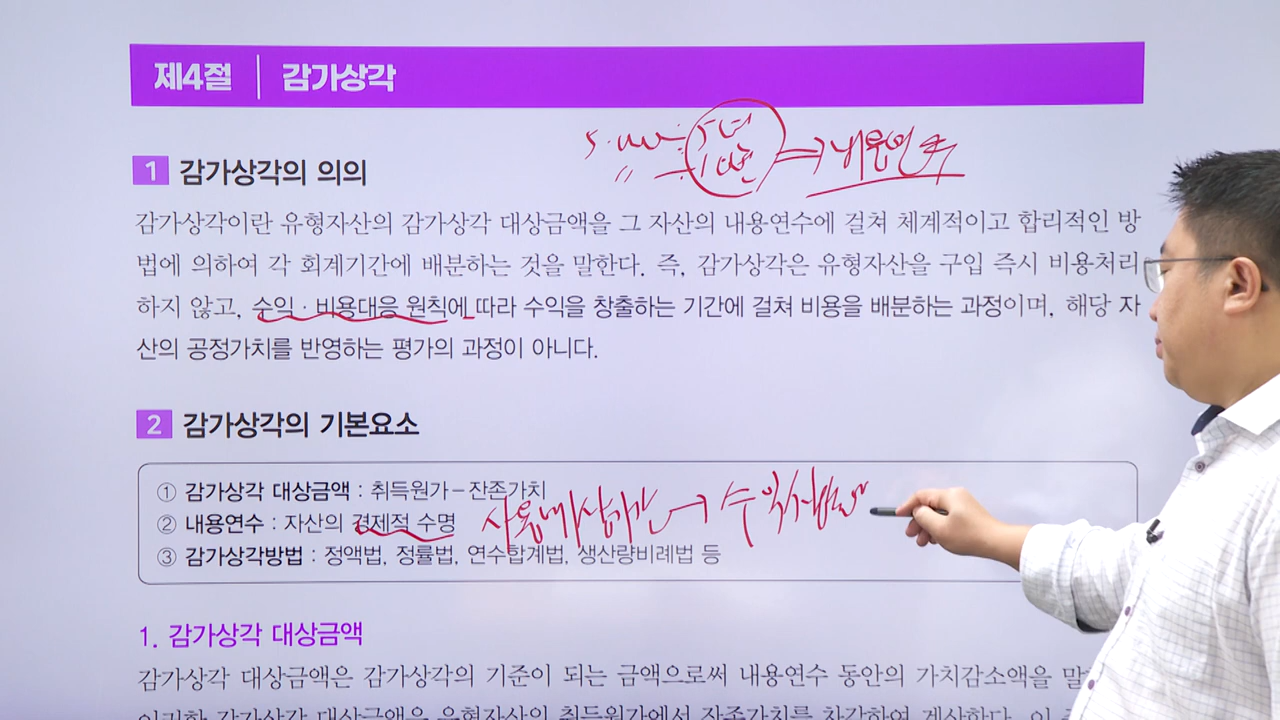 제4절 감가상각
5년
10년 ⇒ 내용연수
1 감가상각의 의의
감가상각이란 유형자산의 감가상각 대상금액을 그 자산의 내용연수에 걸쳐 체계적이고 합리적인 방
법에 의하여 각 회계기간에 배분하는 것을 말한다. 즉, 감가상각은 유형자산을 구입 즉시 비용처리
하지 않고, 수익·비용대응 원칙에 따라 수익을 창출하는 기간에 걸쳐 비용을 배분하는 과정이며, 해당 자
산의 공정가치를 반영하는 평가의 과정이 아니다.
2 감가상각의 기본요소
① 감가상각 대상금액 : 취득원가-잔존가치
② 내용연수 : 자산의 경제적 수명
③ 감가상각방법 : 정액법, 정률법, 연수합계법, 생산량비례법 등
1. 감가상각 대상금액
감가상각 대상금액은 감가상각의 기준이 되는 금액으로써 내용연수 동안의 가치감소액을